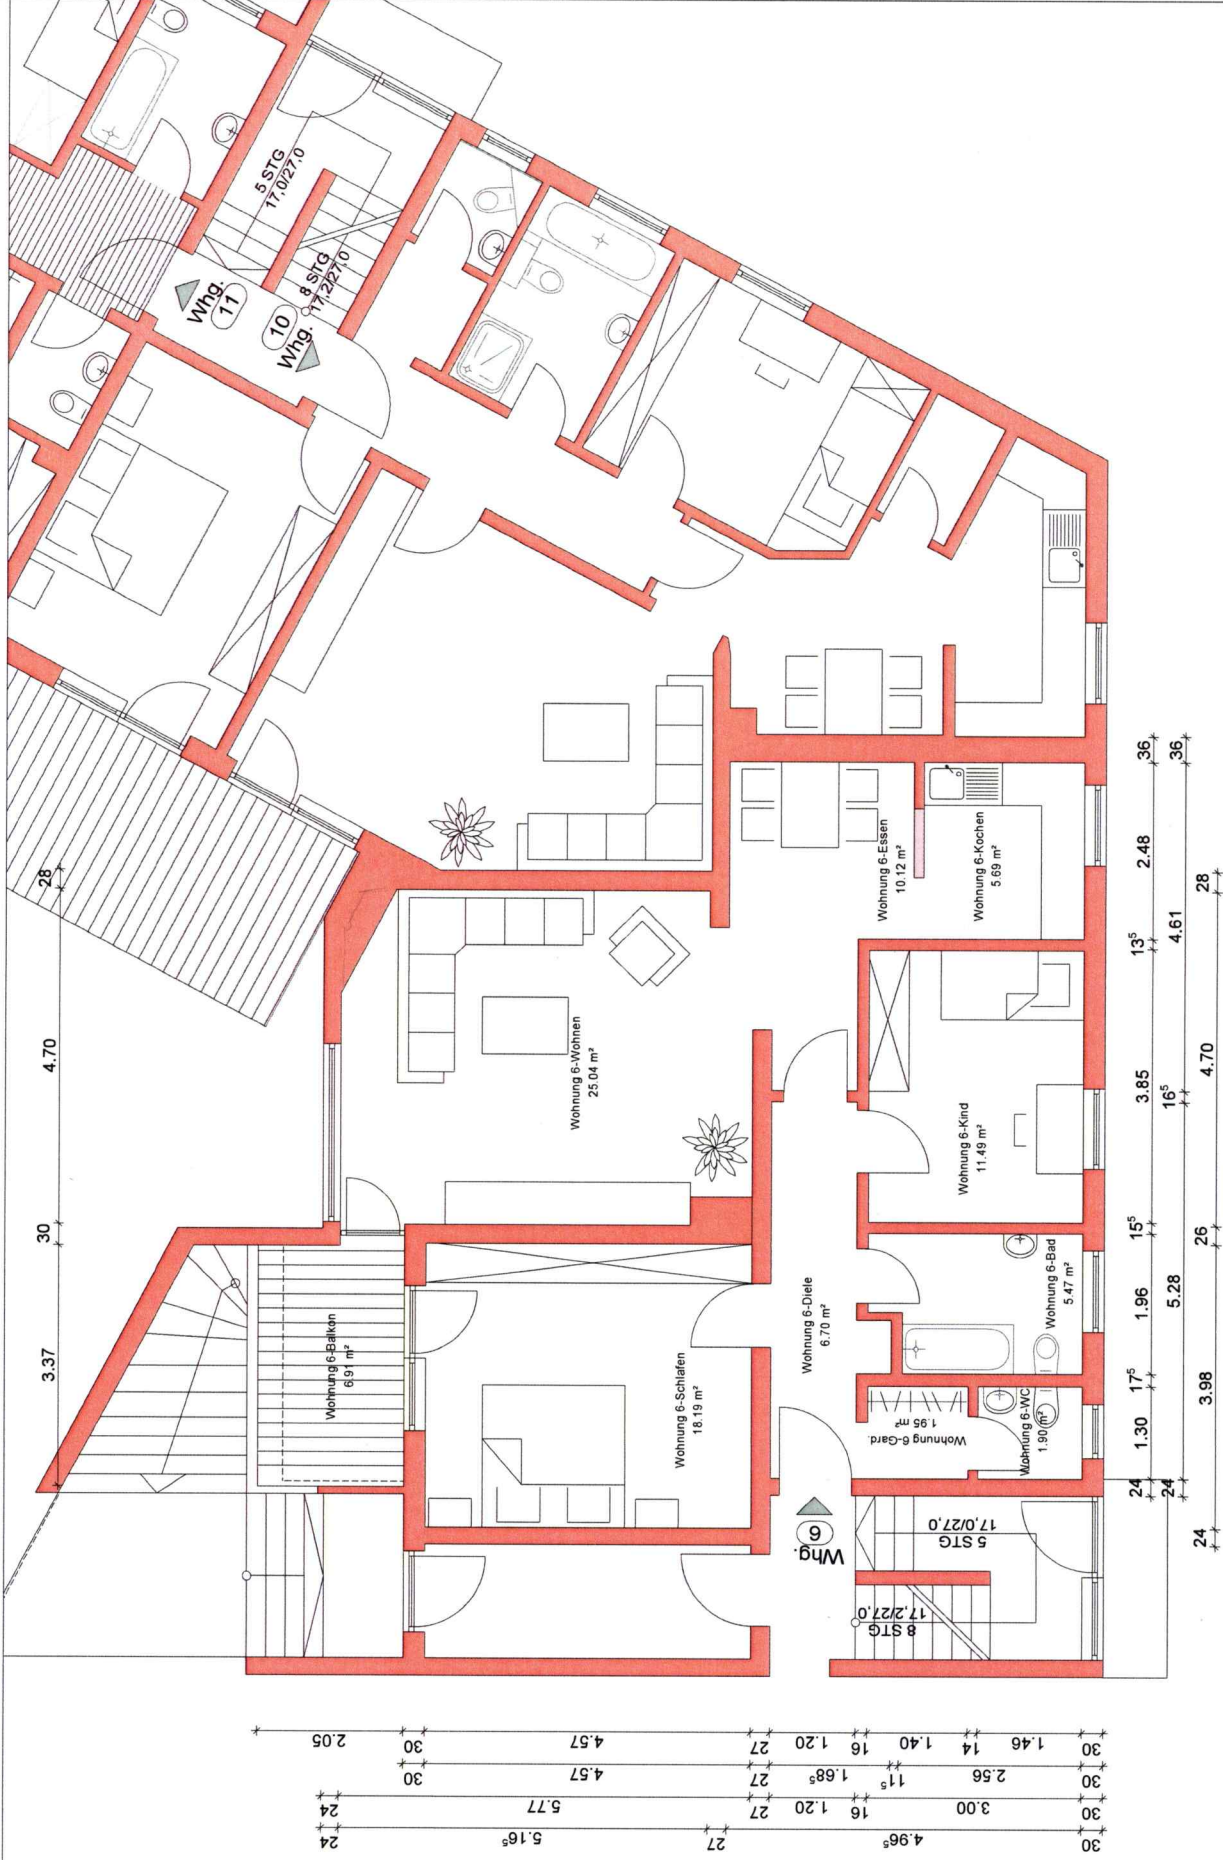 5 STG
17,0/27,0
8 STG
17,2/27,0
Whg.
11
10
Whg.
Wohnung 6-Balkon
6.91 m²
Wohnung 6-Wohnen
25.04 m²
Wohnung 6-Essen
10.12 m²
Wohnung 6-Kochen
5.69 m²
Wohnung 6-Schlafen
18.19 m²
Wohnung 6-Diele
6.70 m²
Wohnung 6-Kind
11.49 m²
Wohnung 6-Bad
5.47 m²
Wohnung 6-Gard.
1.95 m²
Wohnung 6-WC
1.90 m²
Whg.
6
5 STG
17,0/27,0
8 STG
17,2/27,0
3.37
30
4.70
28
24
1.30
17⁵
1.96
15⁵
3.85
13⁵
2.48
36
24
5.28
16⁵
4.61
36
24
3.98
26
4.70
28
2.05
30
4.57
27
1.20
16
1.40
14
1.46
30
30
4.57
27
1.68⁵
11⁵
2.56
30
24
5.77
27
1.20
16
3.00
30
24
5.16⁵
27
4.96⁵
30